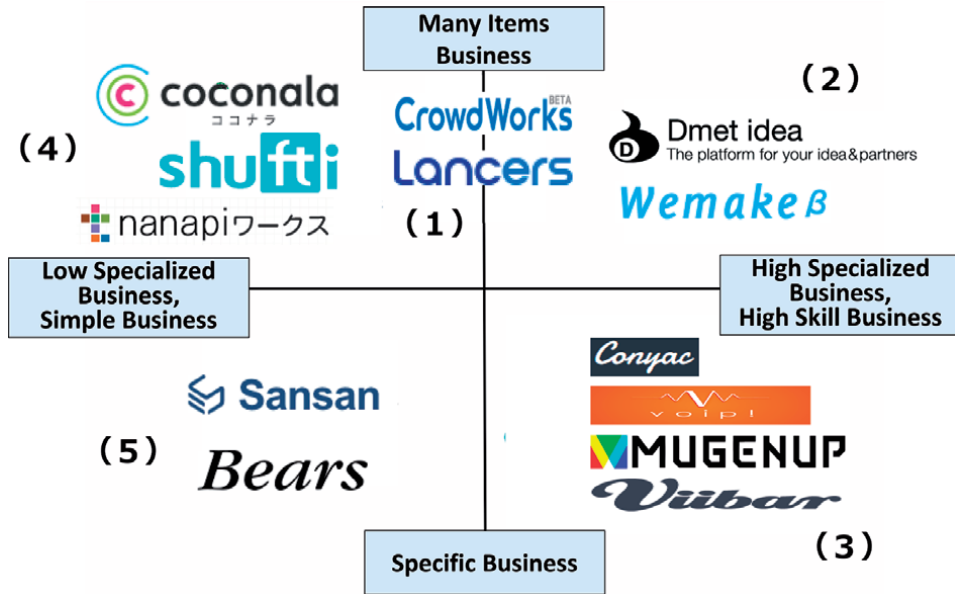 Many Items
Business
(2)
coconala
ココナラ
(4)
shufti
nanapiワークス
BETA
CrowdWorks
Lancers
(1)
D
Dmet idea
The platform for your idea&partners
Wemake β
Low Specialized
Business,
Simple Business
High Specialized
Business,
High Skill Business
Sansan
(5)
Bears
Conyac
voip!
MUGENUP
Viibar
(3)
Specific Business